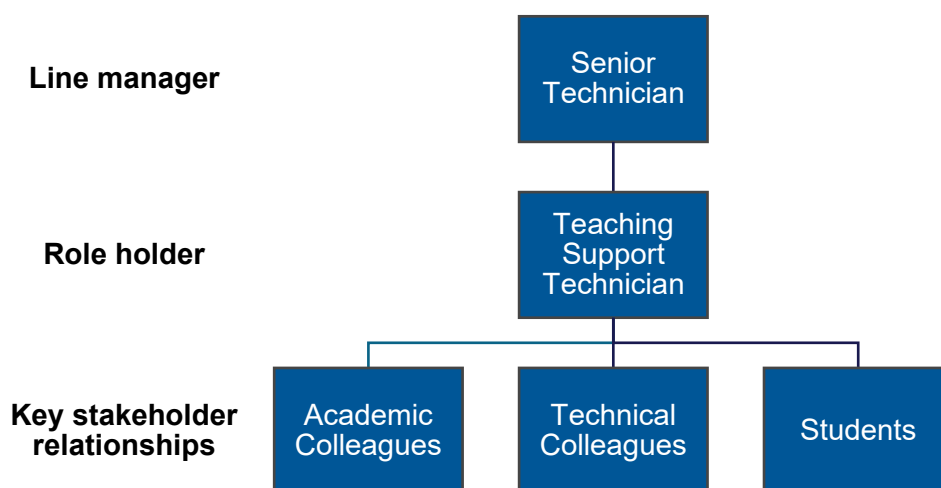 Line manager
Senior
Technician
Role holder
Teaching
Support
Technician
Key stakeholder
relationships
Academic
Colleagues
Technical
Colleagues
Students